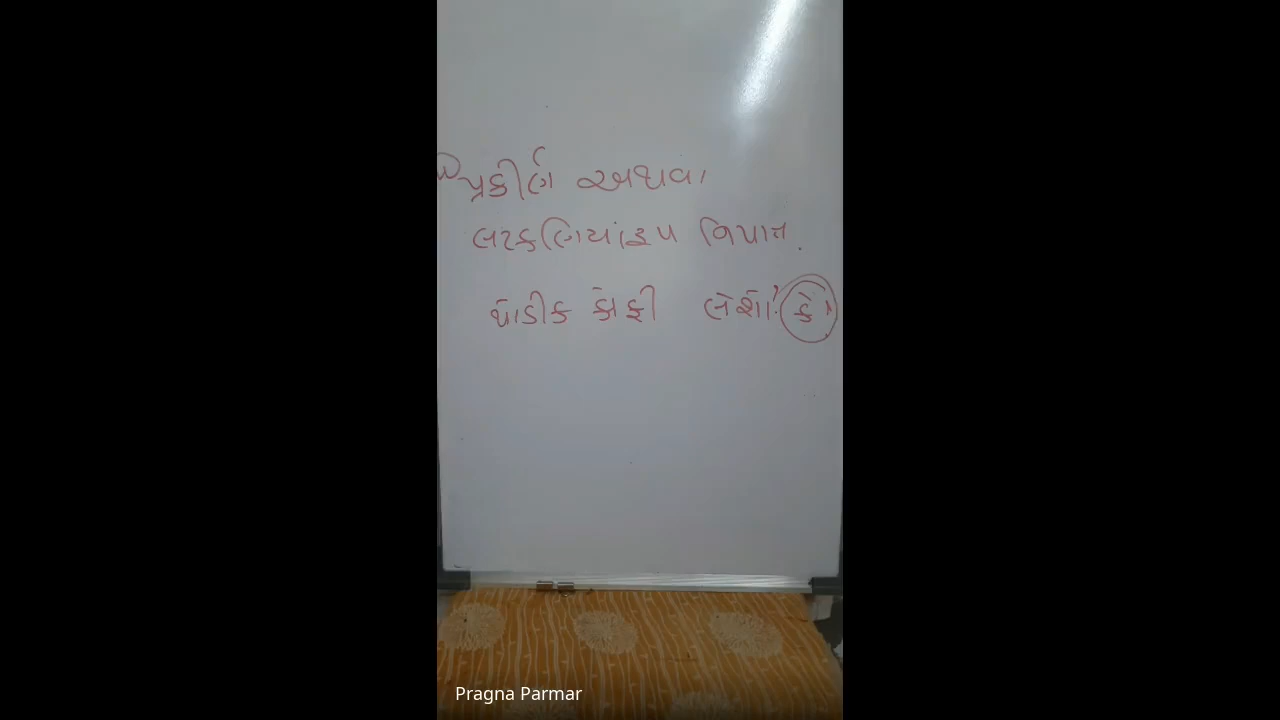 પ્રકીર્ણ અથવા
લટકણિયાંરૂપ નિપાત.
થોડીક કોફી લેશો? કે
Pragna Parmar